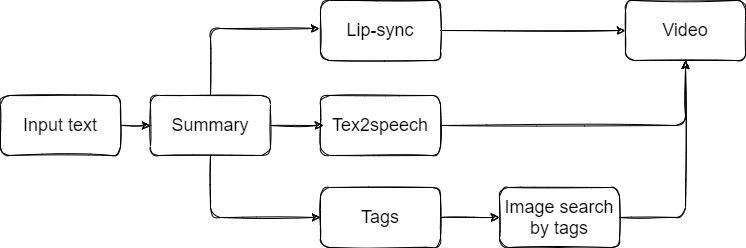 Lip-sync
Video
Input text
Summary
Tex2speech
Tags
Image search
by tags